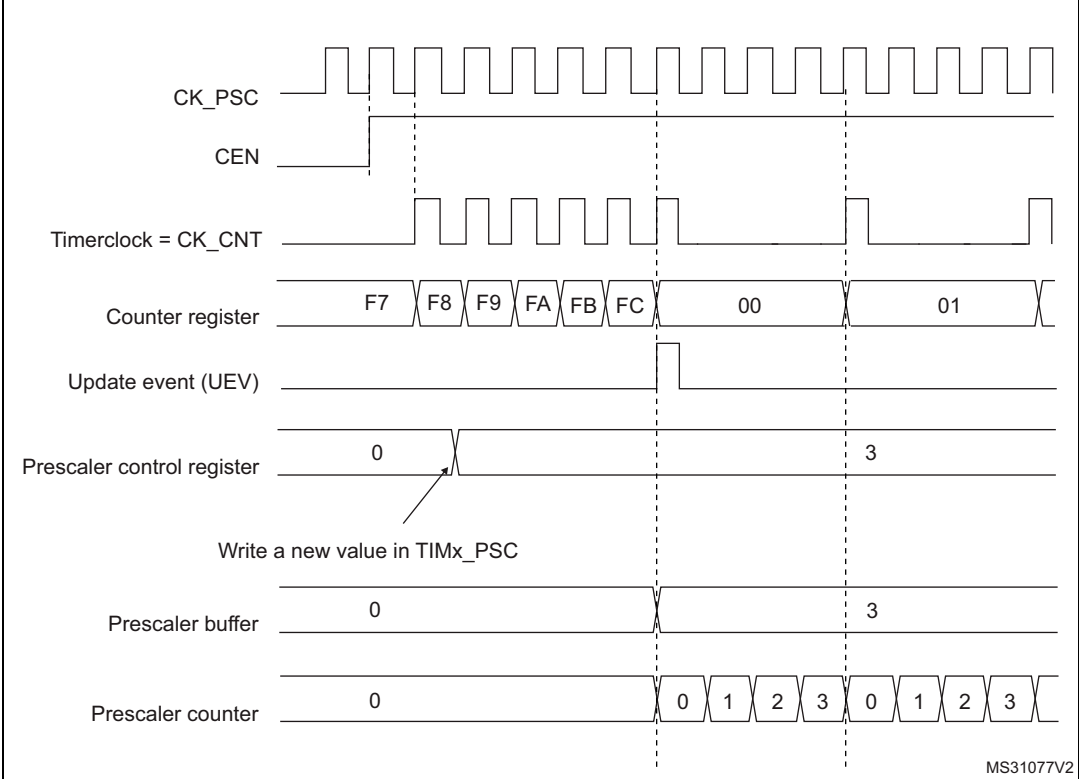 CK_PSC
CEN
Timerclock = CK_CNT
Counter register F7 F8 F9 FA FB FC 00 01
Update event (UEV)
Prescaler control register 0 3
Write a new value in TIMx_PSC
Prescaler buffer 0 3
Prescaler counter 0 0 1 2 3 0 1 2 3
MS31077V2